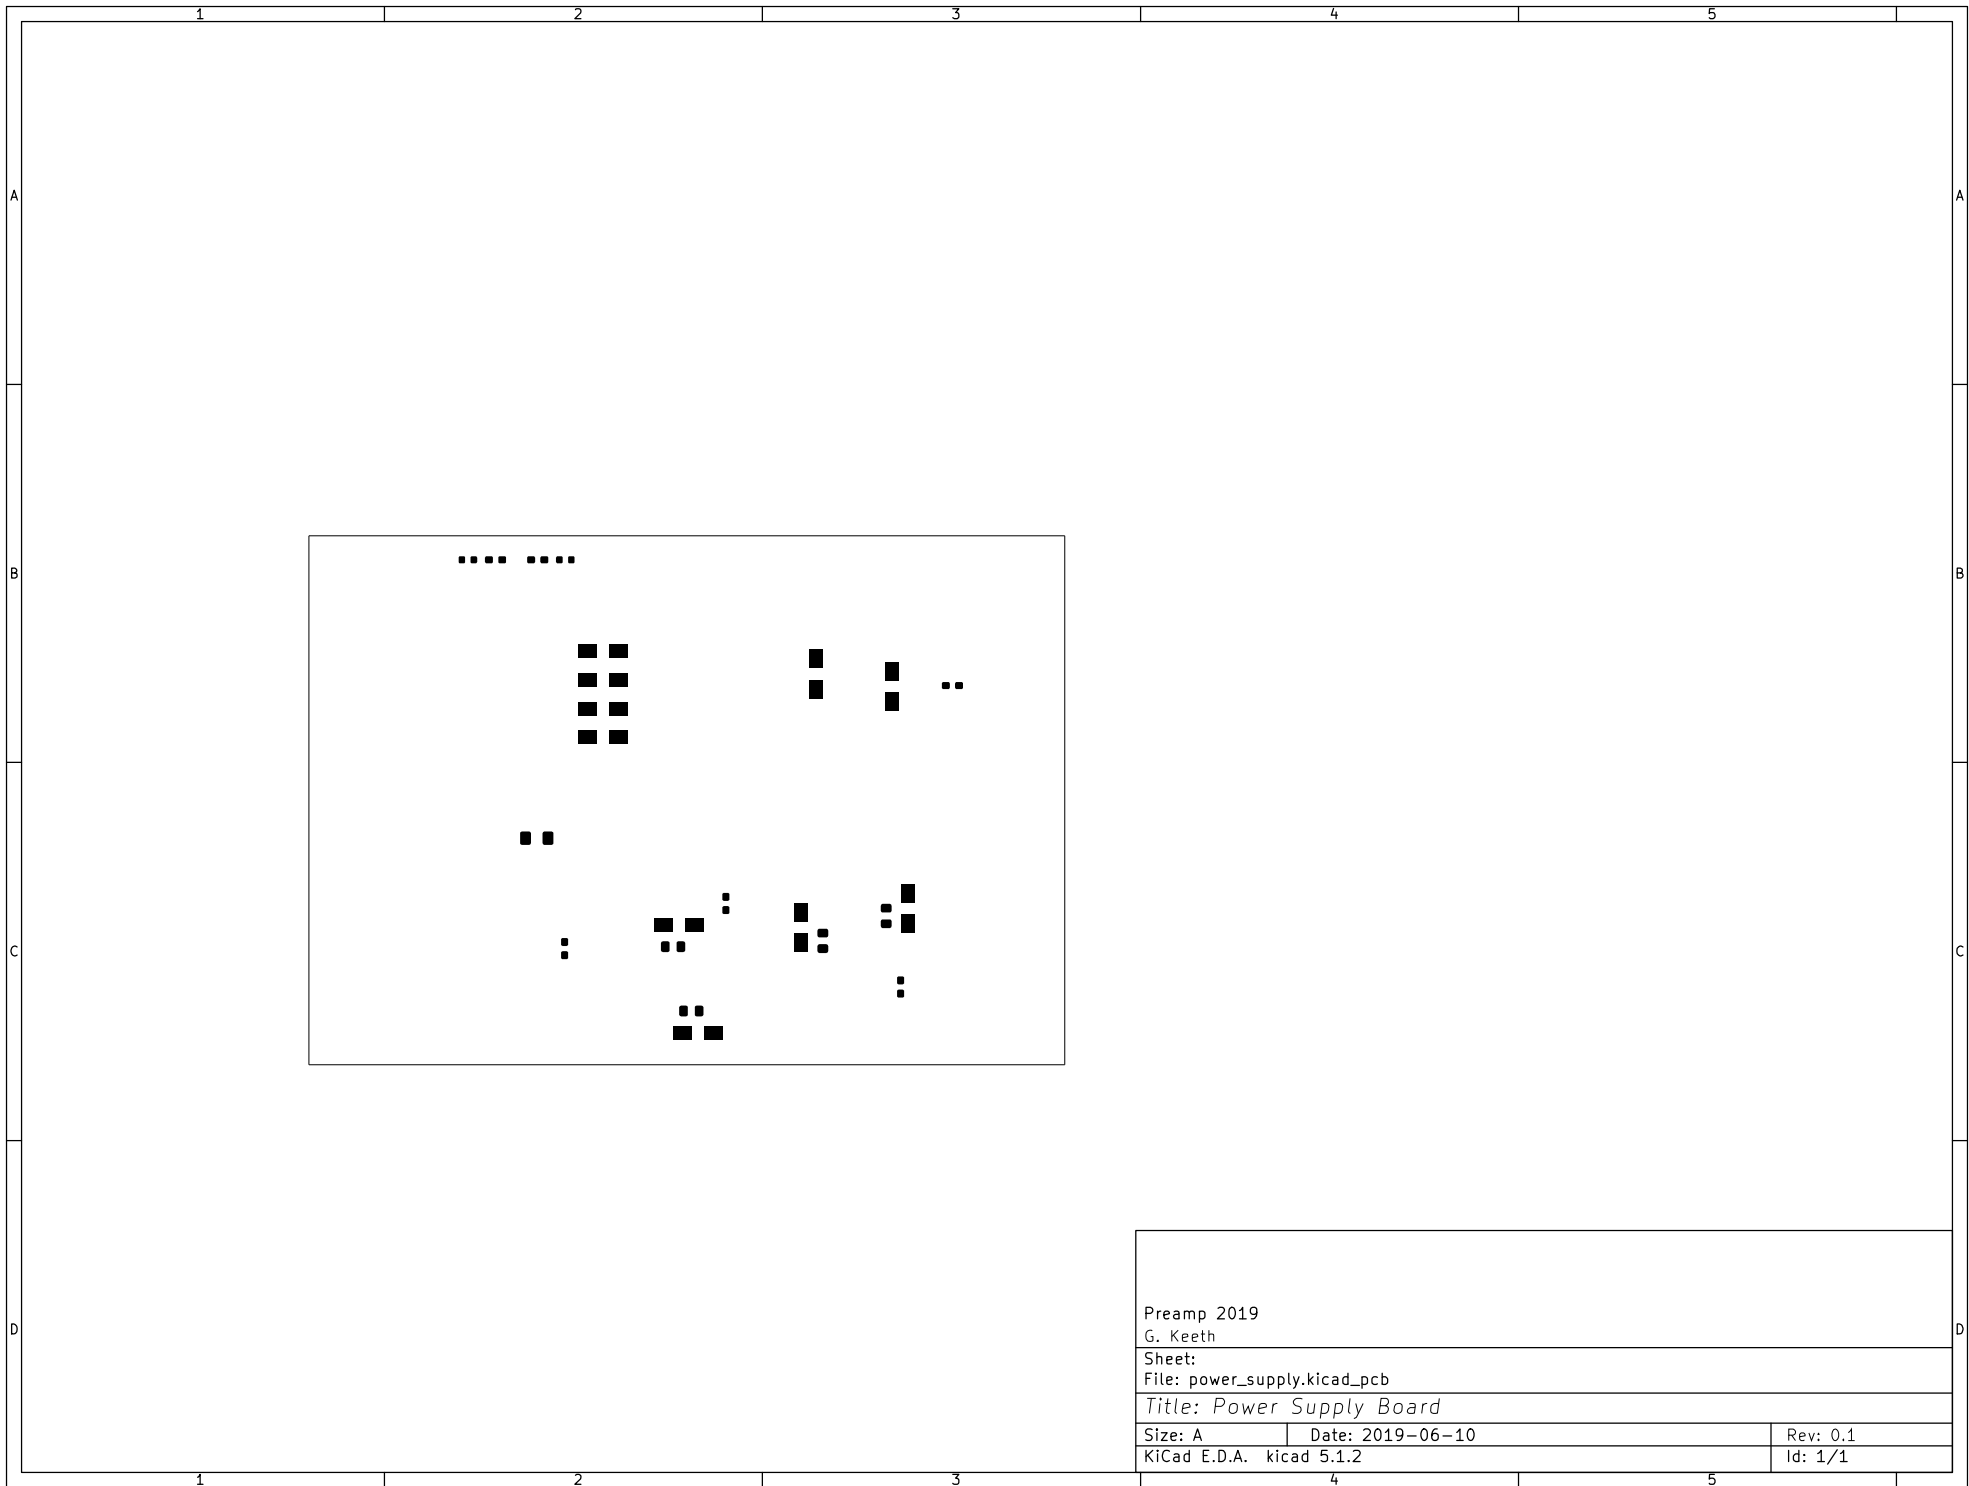 1 2 3 4 5
A A
B B
C C
D D
Preamp 2019
G. Keeth
Sheet:
File: power_supply.kicad_pcb
Title: Power Supply Board
Size: A Date: 2019-06-10 Rev: 0.1
KiCad E.D.A. kicad 5.1.2 Id: 1/1
1 2 3 4 5